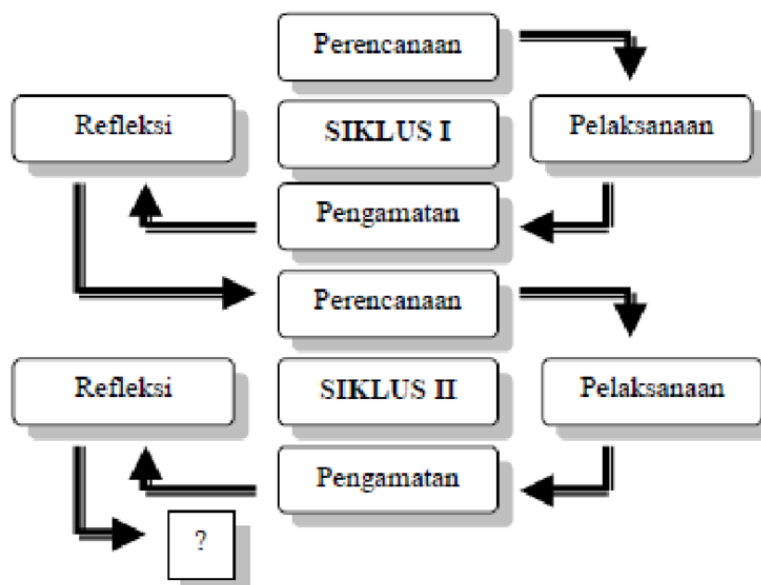 Perencanaan
Refleksi
SIKLUS I
Pelaksanaan
Pengamatan
Perencanaan
Refleksi
SIKLUS II
Pelaksanaan
Pengamatan
?